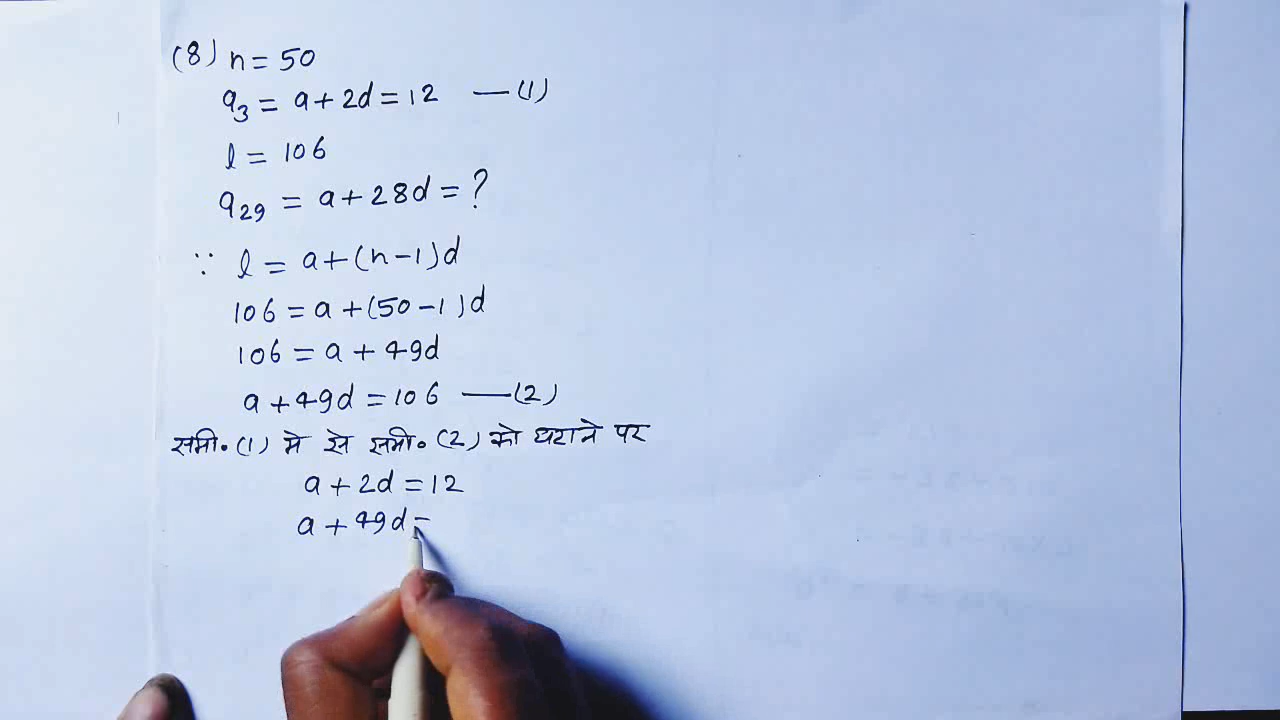 (8) n = 50
a₃ = a + 2d = 12 —(1)
l = 106
a₂₉ = a + 28d = ?
∵ l = a + (n - 1)d
106 = a + (50 - 1)d
106 = a + 49d
a + 49d = 106 —(2)
समी॰ (1) मे से समी॰ (2) को घटाने पर
a + 2d = 12
a + 49d =